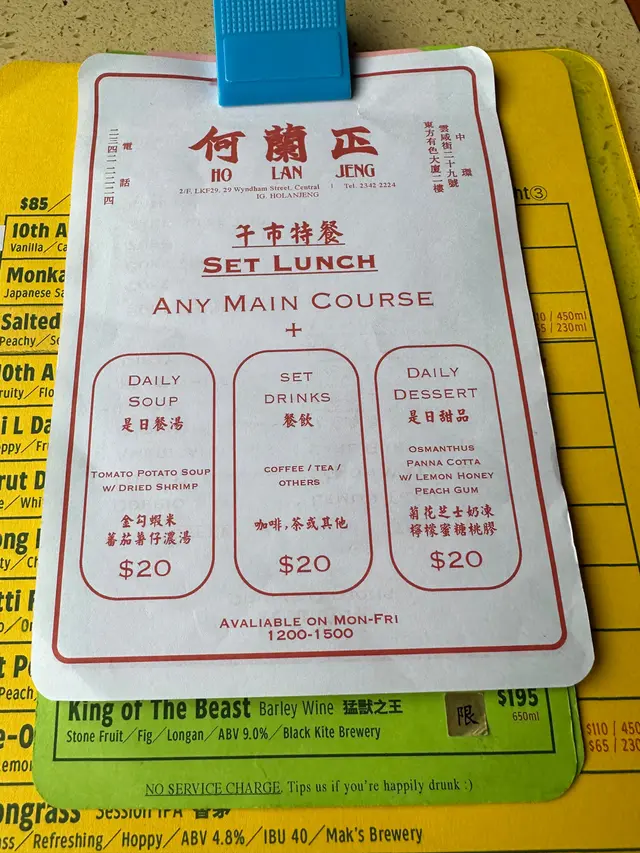 何蘭正
HO LAN JENG
電話
二三四二二二二四
中環
雲咸街二十九號
東方有色大廈二樓
2/F, LKF29, 29 Wyndham Street, Central | Tel. 2342 2224
IG. HOLANJENG
午市特餐
SET LUNCH
ANY MAIN COURSE
+
DAILY
SOUP
是日餐湯
TOMATO POTATO SOUP
W/ DRIED SHRIMP
金勾蝦米
蕃茄薯仔濃湯
$20
SET
DRINKS
餐飲
COFFEE / TEA /
OTHERS
咖啡,茶或其他
$20
DAILY
DESSERT
是日甜品
OSMANTHUS
PANNA COTTA
W/ LEMON HONEY
PEACH GUM
菊花芝士奶凍
檸檬蜜糖桃膠
$20
AVALIABLE ON MON-FRI
1200-1500
King of The Beast Barley Wine 猛獸之王
限
$195
650ml
Stone Fruit／Fig／Longan／ABV 9.0%／Black Kite Brewery
NO SERVICE CHARGE, Tips us if you're happily drunk :)
$85 /
10th A
Vanilla／Ca
Monka
Japanese Sa
Salted
Peachy／Se
/ 450ml
/ 230ml
$110 / 450
$65 / 230
Session IPA
Refreshing／Hoppy／ABV 4.8%／IBU 40／Mak's Brewery